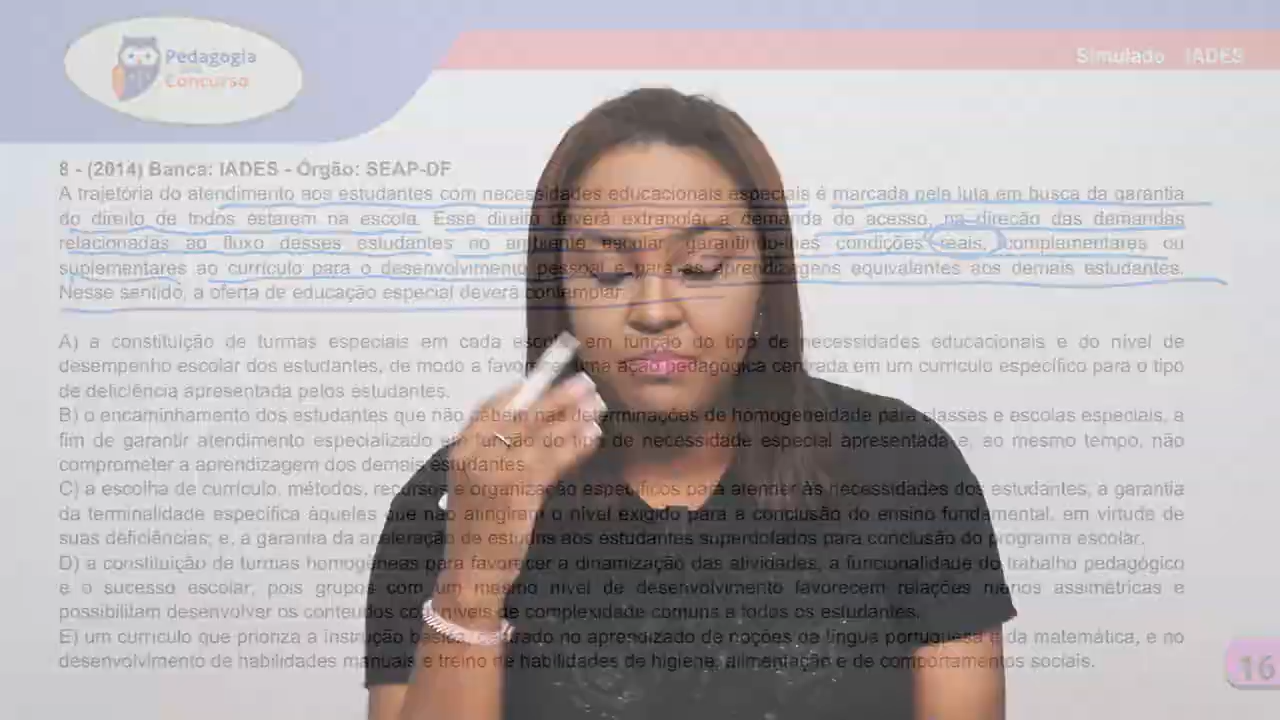 Pedagogia
Concurso
Simulado IADES
8 - (2014) Banca: IADES - Órgão: SEAP-DF
A trajetória do atendimento aos estudantes com necessidades educacionais especiais é marcada pela luta em busca da garantia
do direito de todos estarem na escola. Esse direito deverá extrapolar a demanda do acesso, na direção das demandas
relacionadas ao fluxo desses estudantes no ambiente escolar, garantindo-lhes condições reais, complementares ou
suplementares ao currículo para o desenvolvimento pessoal e para as aprendizagens equivalentes aos demais estudantes.
Nesse sentido, a oferta de educação especial deverá contemplar
A) a constituição de turmas especiais em cada escola, em função do tipo de necessidades educacionais e do nível de
desempenho escolar dos estudantes, de modo a favorecer uma ação pedagógica centrada em um currículo específico para o tipo
de deficiência apresentada pelos estudantes.
B) o encaminhamento dos estudantes que não cabem nas determinações de homogeneidade para classes e escolas especiais, a
fim de garantir atendimento especializado em função do tipo de necessidade especial apresentada e, ao mesmo tempo, não
comprometer a aprendizagem dos demais estudantes.
C) a escolha de currículo, métodos, recursos e organização específicos para atender às necessidades dos estudantes, a garantia
da terminalidade específica àqueles que não atingiram o nível exigido para a conclusão do ensino fundamental, em virtude de
suas deficiências; e, a garantia da aceleração de estudos aos estudantes superdotados para conclusão do programa escolar.
D) a constituição de turmas homogêneas para favorecer a dinamização das atividades, a funcionalidade do trabalho pedagógico
e o sucesso escolar, pois grupos com um mesmo nível de desenvolvimento favorecem relações menos assimétricas e
possibilitam desenvolver os conteúdos com níveis de complexidade comuns a todos os estudantes.
E) um currículo que prioriza a instrução básica, centrado no aprendizado de noções da língua portuguesa e da matemática, e no
desenvolvimento de habilidades manuais e treino de habilidades de higiene, alimentação e de comportamentos sociais.
16